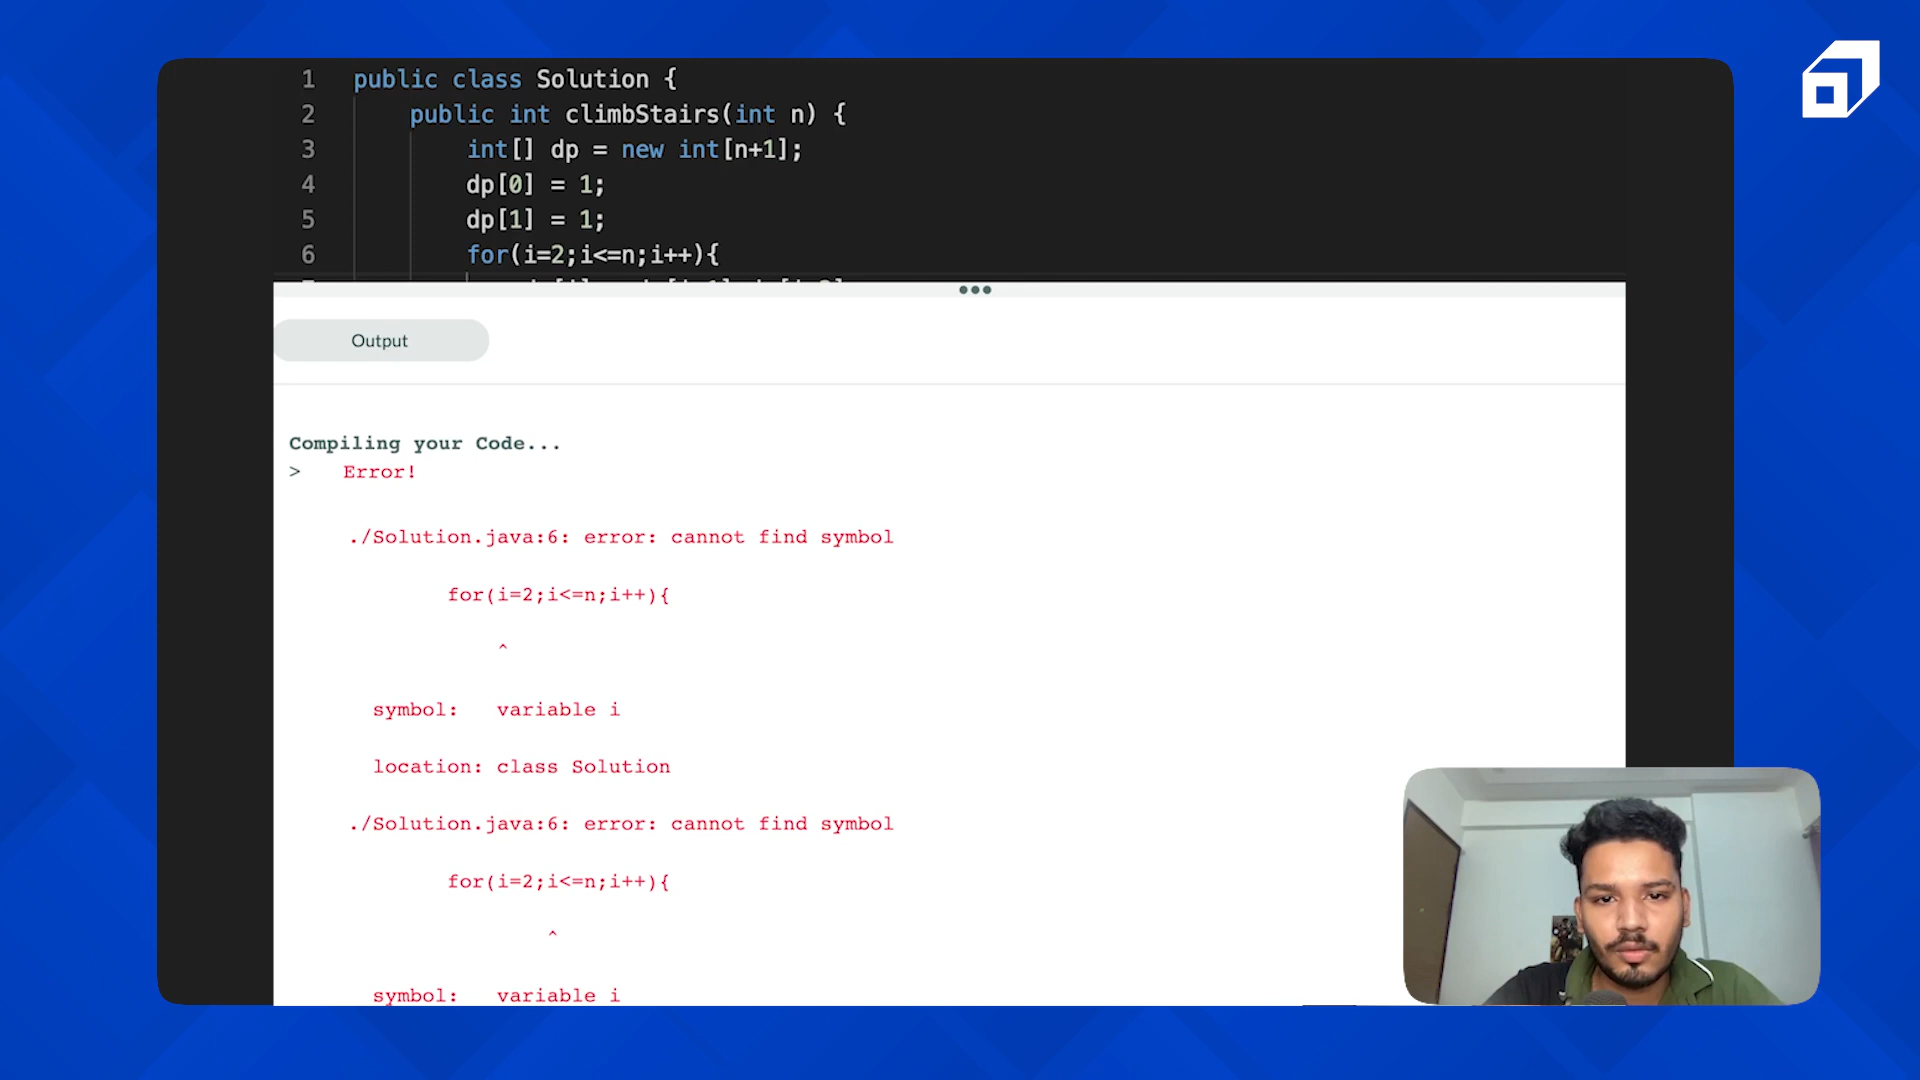 1 public class Solution {
2 public int climbStairs(int n) {
3 int[] dp = new int[n+1];
4 dp[0] = 1;
5 dp[1] = 1;
6 for(i=2;i<=n;i++){
Output
Compiling your Code...
> Error!
./Solution.java:6: error: cannot find symbol
for(i=2;i<=n;i++){
^
symbol: variable i
location: class Solution
./Solution.java:6: error: cannot find symbol
for(i=2;i<=n;i++){
^
symbol: variable i